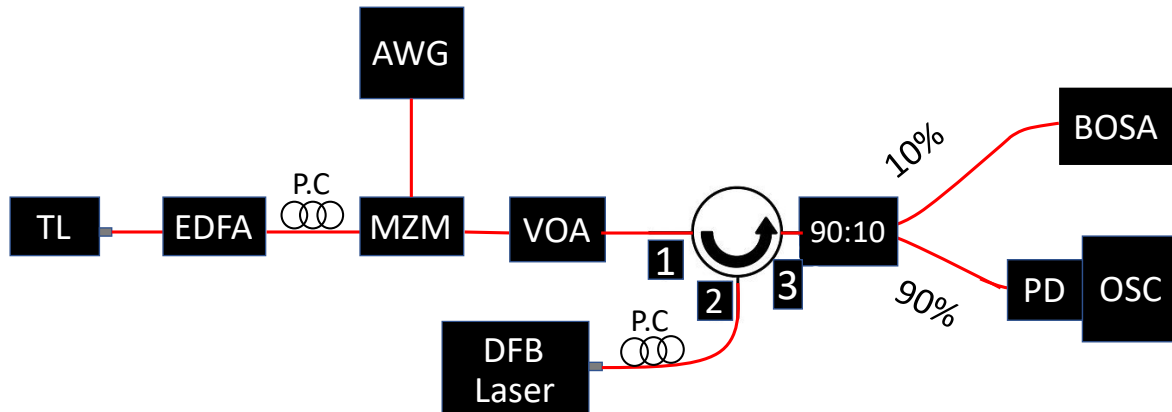 AWG
BOSA
10%
P.C
TL
EDFA
MZM
VOA
90:10
1
2
3
90%
PD
OSC
P.C
DFB
Laser